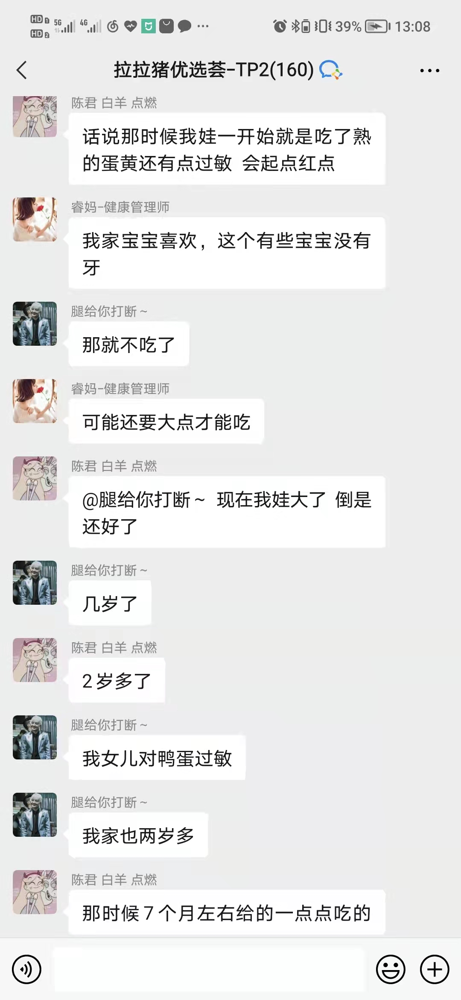 HD 1 5G 4G 39% 13:08
HD 2
拉拉猪优选荟-TP2(160)
陈君 白羊 点燃
话说那时候我娃一开始就是吃了熟
的蛋黄还有点过敏 会起点红点
睿妈-健康管理师
我家宝宝喜欢，这个有些宝宝没有
牙
腿给你打断～
那就不吃了
睿妈-健康管理师
可能还要大点才能吃
陈君 白羊 点燃
@腿给你打断～ 现在我娃大了 倒是
还好了
腿给你打断～
几岁了
陈君 白羊 点燃
2岁多了
腿给你打断～
我女儿对鸭蛋过敏
腿给你打断～
我家也两岁多
陈君 白羊 点燃
那时候7个月左右给的一点点吃的